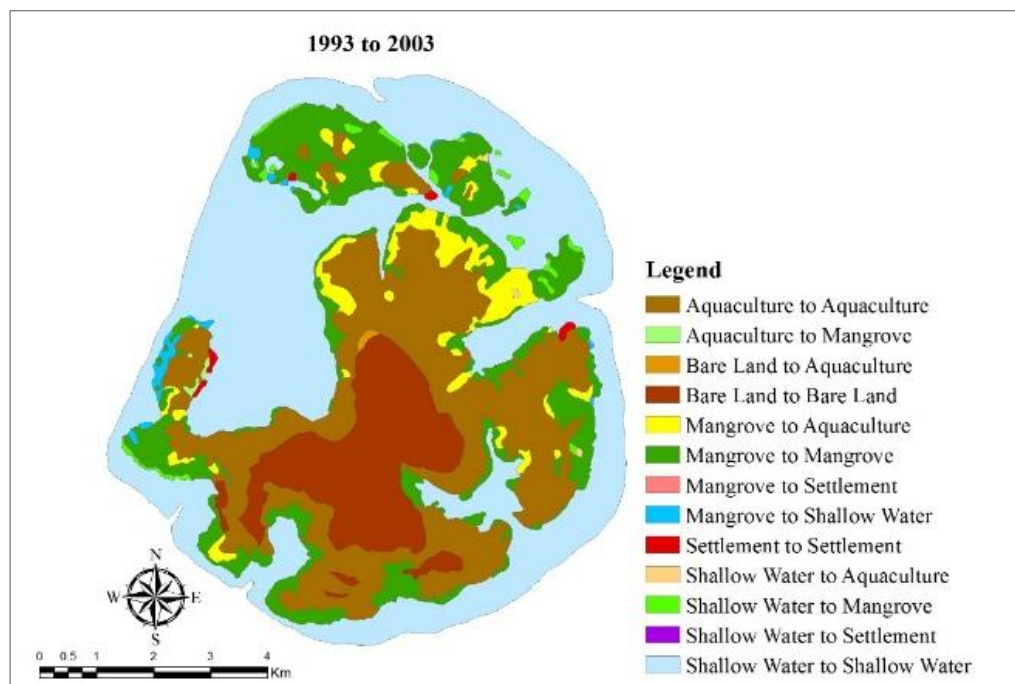 1993 to 2003
Legend
Aquaculture to Aquaculture
Aquaculture to Mangrove
Bare Land to Aquaculture
Bare Land to Bare Land
Mangrove to Aquaculture
Mangrove to Mangrove
Mangrove to Settlement
Mangrove to Shallow Water
Settlement to Settlement
Shallow Water to Aquaculture
Shallow Water to Mangrove
Shallow Water to Settlement
Shallow Water to Shallow Water
N
W E
S
0 0.5 1 2 3 4
Km